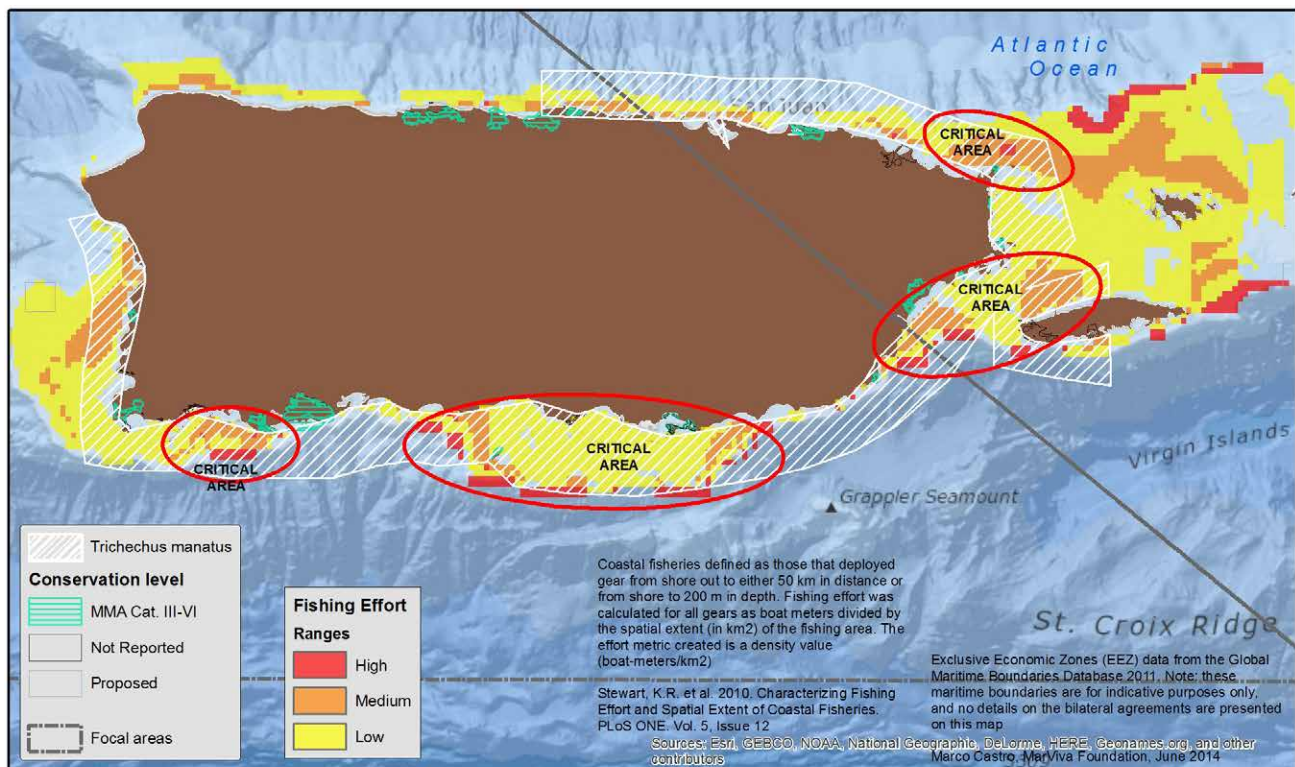 Atlantic
Ocean
San Juan
CRITICAL
AREA
CRITICAL
AREA
CRITICAL
AREA
CRITICAL
AREA
Virgin Islands
Grappler Seamount
St. Croix Ridge
Trichechus manatus
Conservation level
MMA Cat. III-VI
Not Reported
Proposed
Focal areas
Fishing Effort
Ranges
High
Medium
Low
Coastal fisheries defined as those that deployed
gear from shore out to either 50 km in distance or
from shore to 200 m in depth. Fishing effort was
calculated for all gears as boat meters divided by
the spatial extent (in km2) of the fishing area. The
effort metric created is a density value
(boat-meters/km2)
Stewart, K.R. et al. 2010. Characterizing Fishing
Effort and Spatial Extent of Coastal Fisheries.
PLoS ONE. Vol. 5, Issue 12
Exclusive Economic Zones (EEZ) data from the Global
Maritime Boundaries Database 2011. Note: these
maritime boundaries are for indicative purposes only,
and no details on the bilateral agreements are presented
on this map
Sources: Esri, GEBCO, NOAA, National Geographic, DeLorme, HERE, Geonames.org, and other
contributors
Marco Castro, MarViva Foundation, June 2014